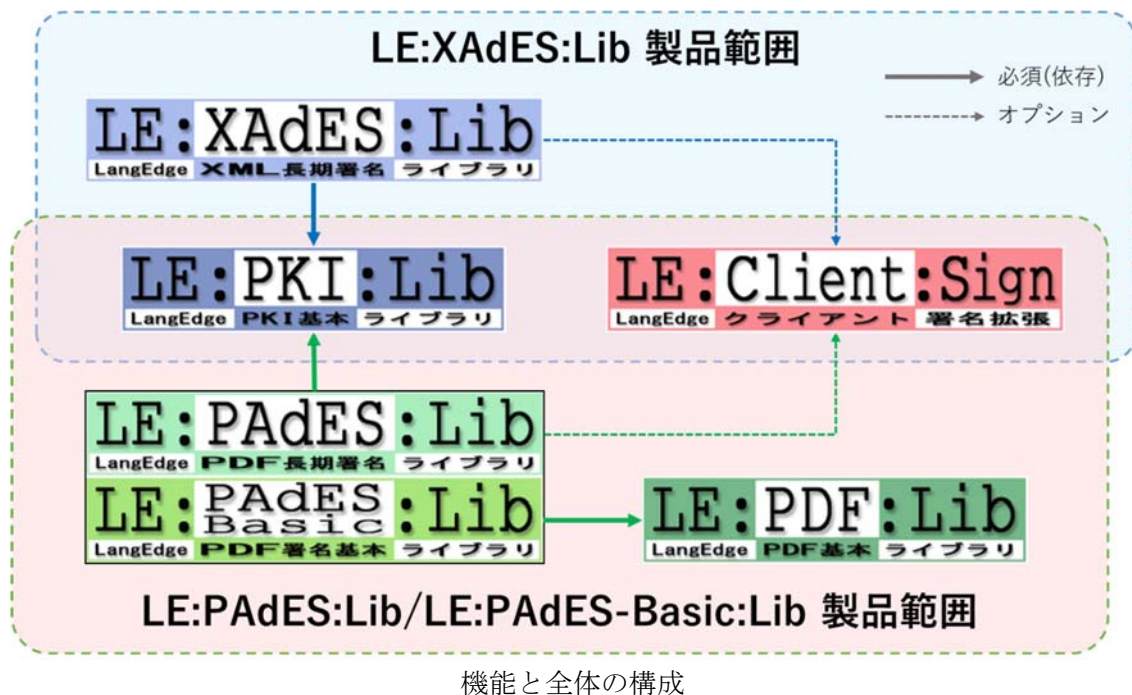 LE:XAdES:Lib 製品範囲
必須(依存)
オプション
LE:XAdES:Lib
LangEdge XML長期署名 ライブラリ
LE:PKI:Lib
LangEdge PKI基本 ライブラリ
LE:Client:Sign
LangEdge クライアント 署名拡張
LE:PAdES:Lib
LangEdge PDF長期署名 ライブラリ
LE:PAdES Basic:Lib
LangEdge PDF署名基本 ライブラリ
LE:PDF:Lib
LangEdge PDF基本 ライブラリ
LE:PAdES:Lib/LE:PAdES-Basic:Lib 製品範囲
機能と全体の構成